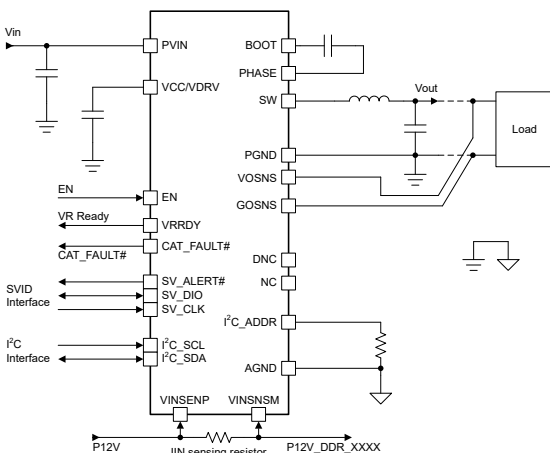 Vin
PVIN
BOOT
PHASE
VCC/VDRV
SW
Vout
Load
PGND
VOSNS
EN
EN
GOSNS
VR Ready
VRRDY
CAT_FAULT#
CAT_FAULT#
DNC
NC
SVID
Interface
SV_ALERT#
SV_DIO
SV_CLK
I²C_ADDR
I²C
Interface
I²C_SCL
I²C_SDA
AGND
VINSENP
VINSNSM
P12V
IIN sensing resistor
P12V_DDR_XXXX